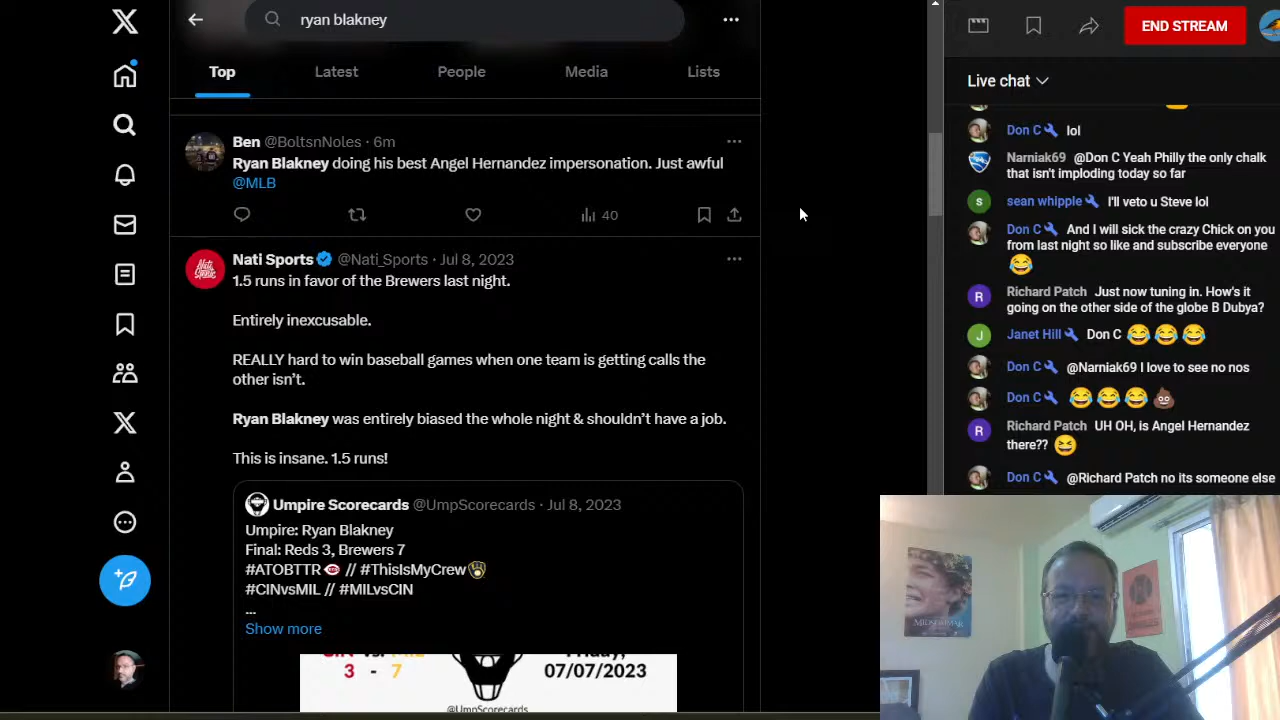 ryan blakney
END STREAM
Top
Latest
People
Media
Lists
Live chat
Ben @BoltsnNoles · 6m
Ryan Blakney doing his best Angel Hernandez impersonation. Just awful
@MLB
40
Nati Sports @Nati_Sports · Jul 8, 2023
1.5 runs in favor of the Brewers last night.
Entirely inexcusable.
REALLY hard to win baseball games when one team is getting calls the
other isn't.
Ryan Blakney was entirely biased the whole night & shouldn't have a job.
This is insane. 1.5 runs!
Umpire Scorecards @UmpScorecards · Jul 8, 2023
Umpire: Ryan Blakney
Final: Reds 3, Brewers 7
#ATOBTTR // #ThisIsMyCrew
#CINvsMIL // #MILvsCIN
...
Show more
3 - 7
07/07/2023
@UmpScorecards
Don C lol
Narniak69 @Don C Yeah Philly the only chalk
that isn't imploding today so far
sean whipple I'll veto u Steve lol
Don C And I will sick the crazy Chick on you
from last night so like and subscribe everyone
😂
Richard Patch Just now tuning in. How's it
going on the other side of the globe B Dubya?
Janet Hill Don C 😂😂😂
Don C @Narniak69 I love to see no nos
Don C 😂😂😂💩
Richard Patch UH OH, is Angel Hernandez
there?? 😆
Don C @Richard Patch no its someone else
MIDSOMMAR